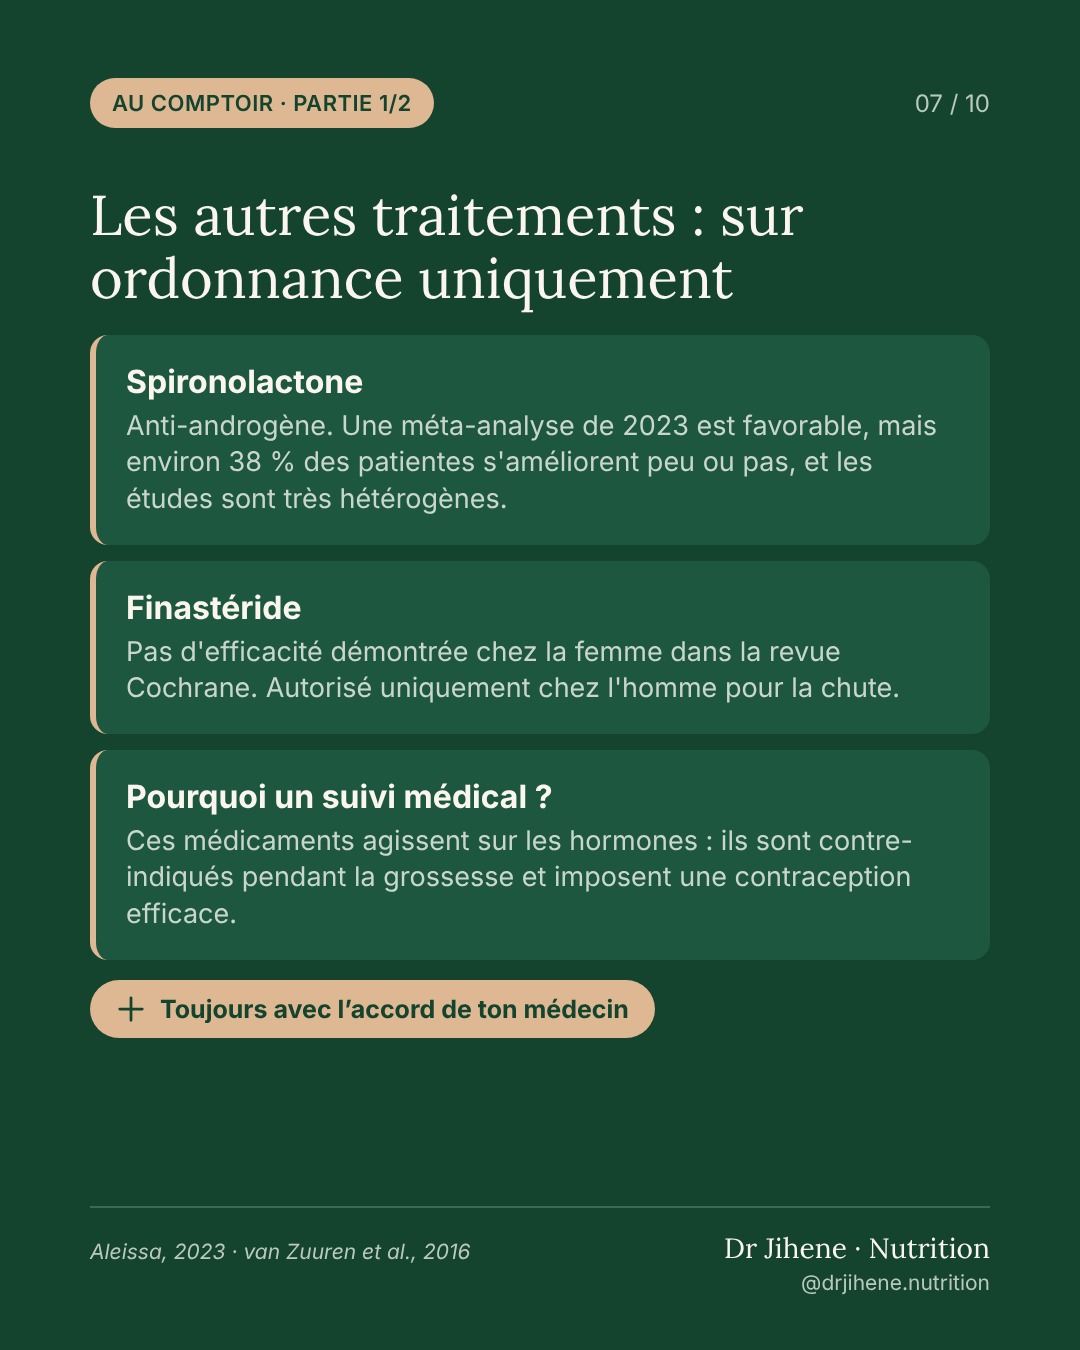 AU COMPTOIR · PARTIE 1/2
07 / 10
Les autres traitements : sur
ordonnance uniquement
Spironolactone
Anti-androgène. Une méta-analyse de 2023 est favorable, mais
environ 38 % des patientes s'améliorent peu ou pas, et les
études sont très hétérogènes.
Finastéride
Pas d'efficacité démontrée chez la femme dans la revue
Cochrane. Autorisé uniquement chez l'homme pour la chute.
Pourquoi un suivi médical ?
Ces médicaments agissent sur les hormones : ils sont contre-
indiqués pendant la grossesse et imposent une contraception
efficace.
Toujours avec l’accord de ton médecin
Aleissa, 2023 · van Zuuren et al., 2016
Dr Jihene · Nutrition
@drjihene.nutrition